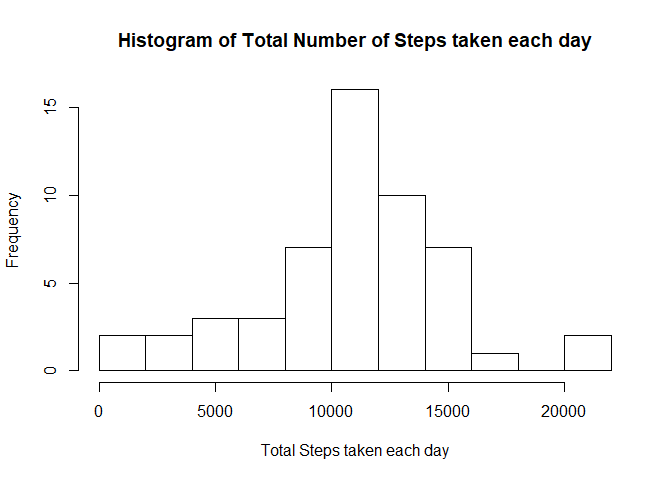 Histogram of Total Number of Steps taken each day
Frequency
15
10
5
0
0 5000 10000 15000 20000
Total Steps taken each day